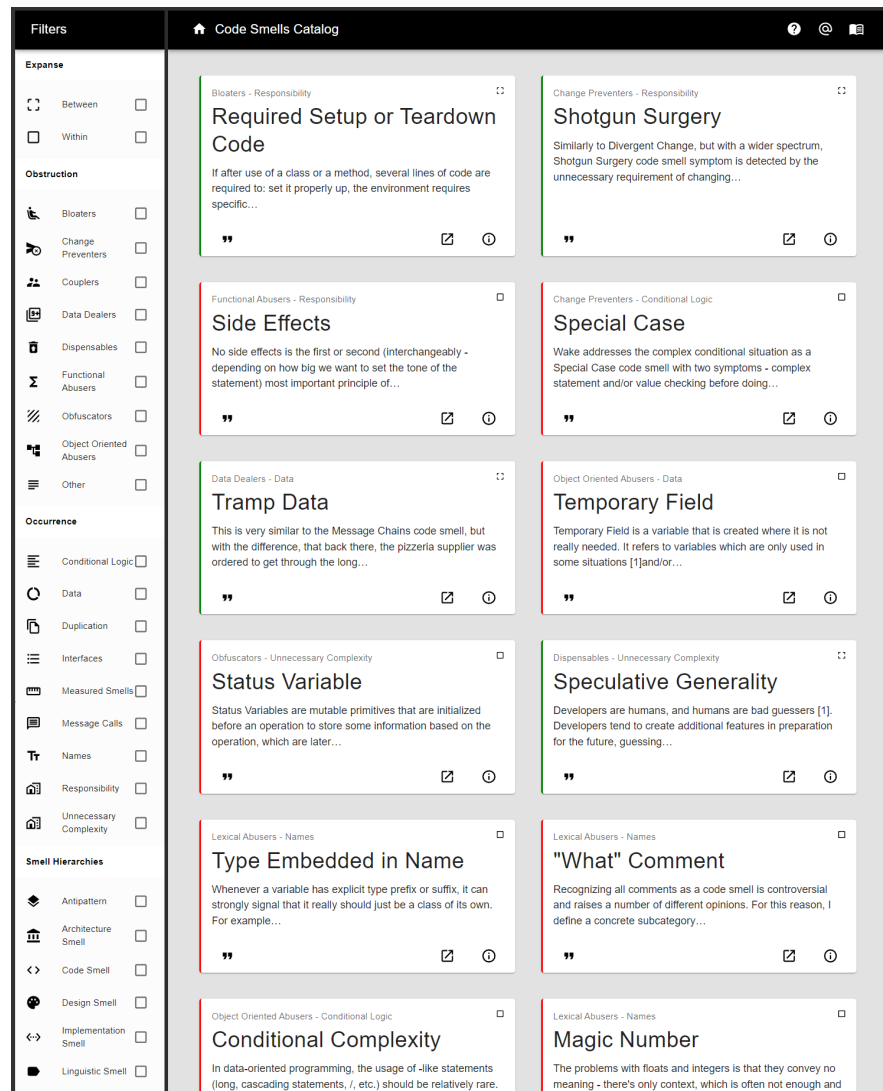 Filters
Code Smells Catalog
Expanse
Between
Within
Obstruction
Bloaters
Change
Preventers
Couplers
9+
Data Dealers
Dispensables
Functional
Abusers
Obfuscators
Object Oriented
Abusers
Other
Occurrence
Conditional Logic
Data
Duplication
Interfaces
Measured Smells
Message Calls
Names
Responsibility
Unnecessary
Complexity
Smell Hierarchies
Antipattern
Architecture
Smell
Code Smell
Design Smell
Implementation
Smell
Linguistic Smell
Bloaters - Responsibility
Required Setup or Teardown
Code
If after use of a class or a method, several lines of code are
required to: set it properly up, the environment requires
specific…
Change Preventers - Responsibility
Shotgun Surgery
Similarly to Divergent Change, but with a wider spectrum,
Shotgun Surgery code smell symptom is detected by the
unnecessary requirement of changing…
Functional Abusers - Responsibility
Side Effects
No side effects is the first or second (interchangeably -
depending on how big we want to set the tone of the
statement) most important principle of…
Change Preventers - Conditional Logic
Special Case
Wake addresses the complex conditional situation as a
Special Case code smell with two symptoms - complex
statement and/or value checking before doing…
Data Dealers - Data
Tramp Data
This is very similar to the Message Chains code smell, but
with the difference, that back there, the pizzeria supplier was
ordered to get through the long…
Object Oriented Abusers - Data
Temporary Field
Temporary Field is a variable that is created where it is not
really needed. It refers to variables which are only used in
some situations [1]and/or…
Obfuscators - Unnecessary Complexity
Status Variable
Status Variables are mutable primitives that are initialized
before an operation to store some information based on the
operation, which are later…
Dispensables - Unnecessary Complexity
Speculative Generality
Developers are humans, and humans are bad guessers [1].
Developers tend to create additional features in preparation
for the future, guessing…
Lexical Abusers - Names
Type Embedded in Name
Whenever a variable has explicit type prefix or suffix, it can
strongly signal that it really should just be a class of its own.
For example…
Lexical Abusers - Names
"What" Comment
Recognizing all comments as a code smell is controversial
and raises a number of different opinions. For this reason, I
define a concrete subcategory…
Object Oriented Abusers - Conditional Logic
Conditional Complexity
In data-oriented programming, the usage of -like statements
(long, cascading statements, /, etc.) should be relatively rare.
Lexical Abusers - Names
Magic Number
The problems with floats and integers is that they convey no
meaning - there's only context, which is often not enough and